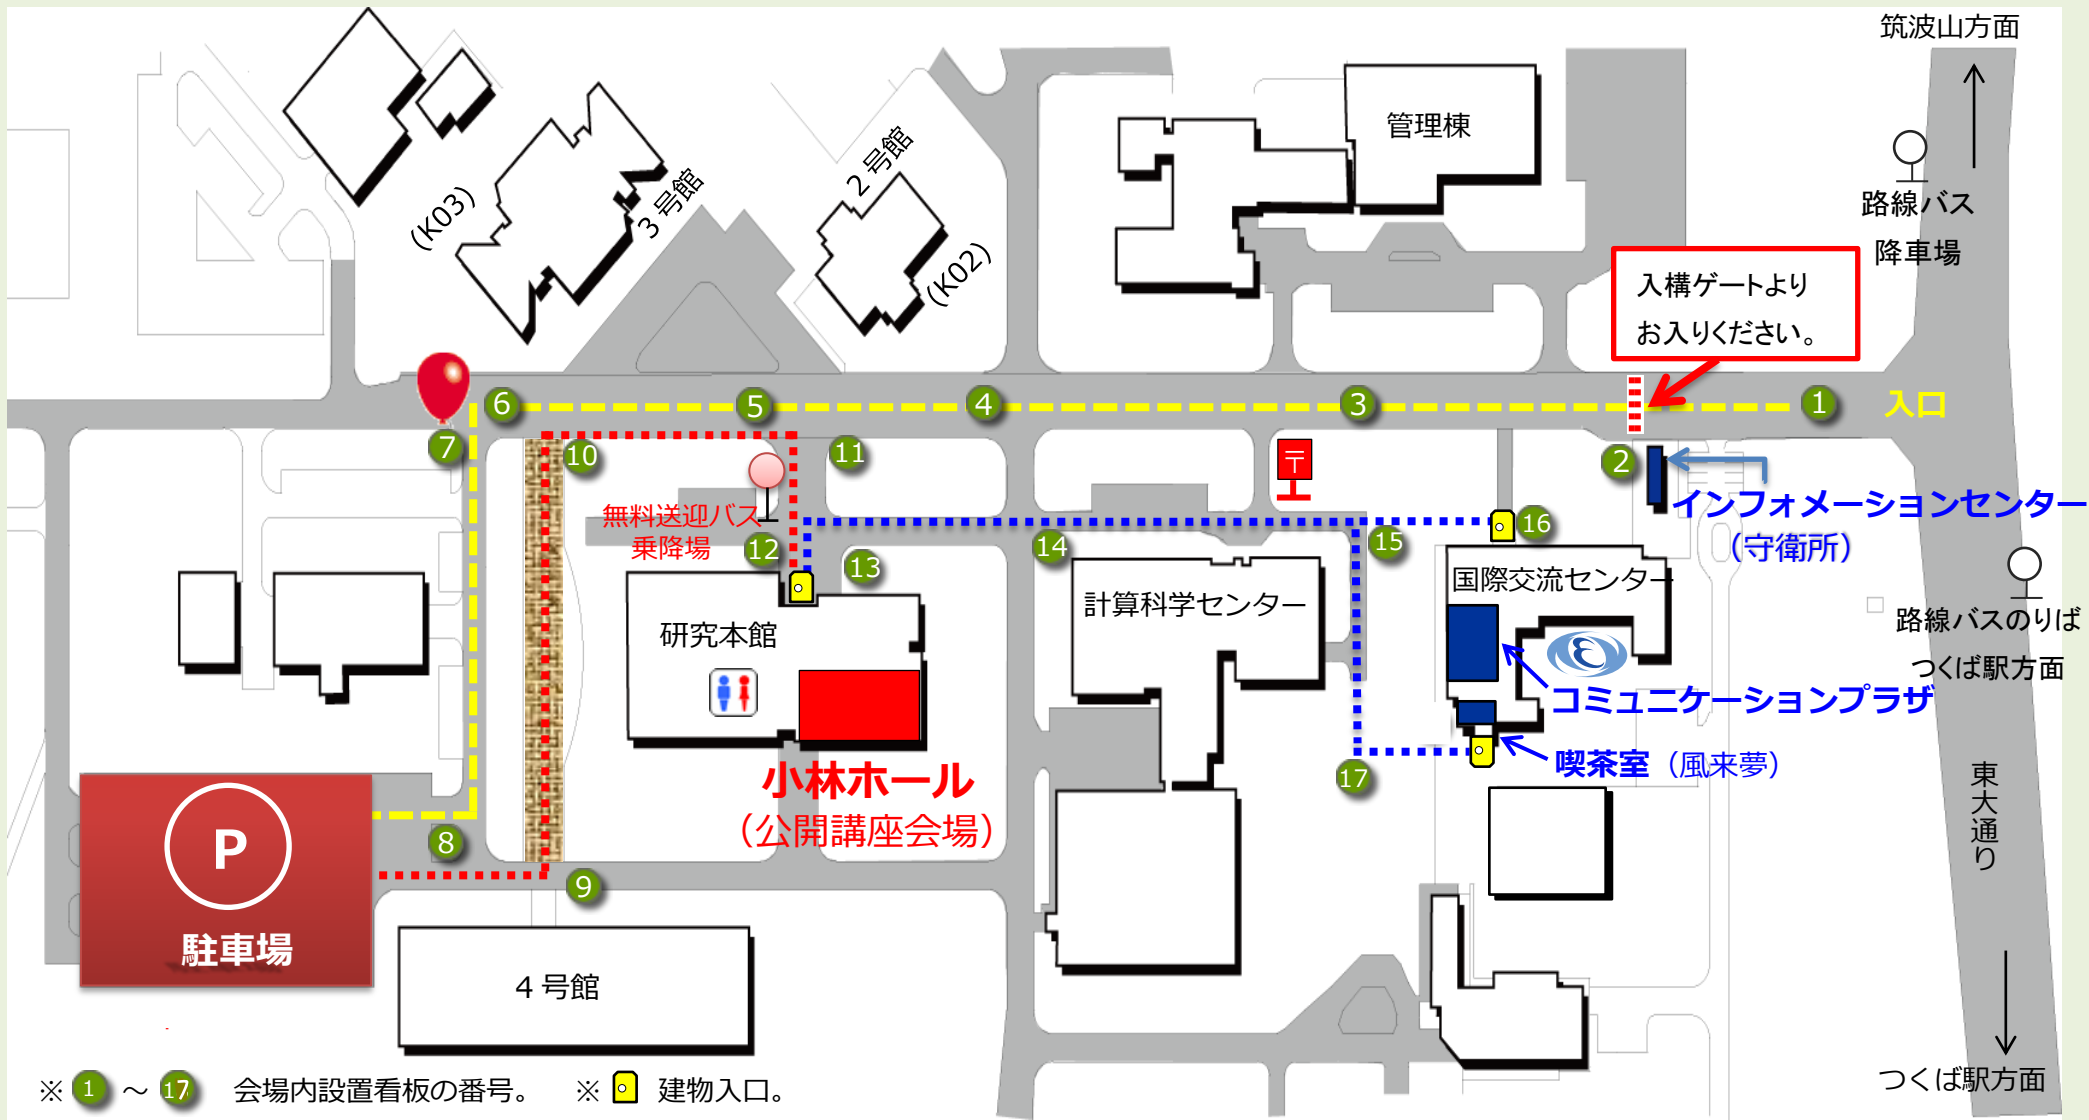 筑波山方面
管理棟
２号館
(K02)
３号館
(K03)
路線バス
降車場
入構ゲートより
お入りください。
入口
1
2
3
4
5
6
7
8
9
10
11
12
13
14
15
16
17
〒
インフォメーションセンター
（守衛所）
無料送迎バス
乗降場
研究本館
計算科学センター
国際交流センター
路線バスのりば
つくば駅方面
コミュニケーションプラザ
喫茶室（風来夢）
小林ホール
（公開講座会場）
東大通り
P
駐車場
４号館
つくば駅方面
※ 1 ～ 17 会場内設置看板の番号。 ※ 建物入口。